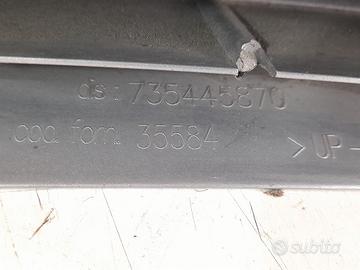 ds: 735445870
cod. forn. 35584
>UP-
subito